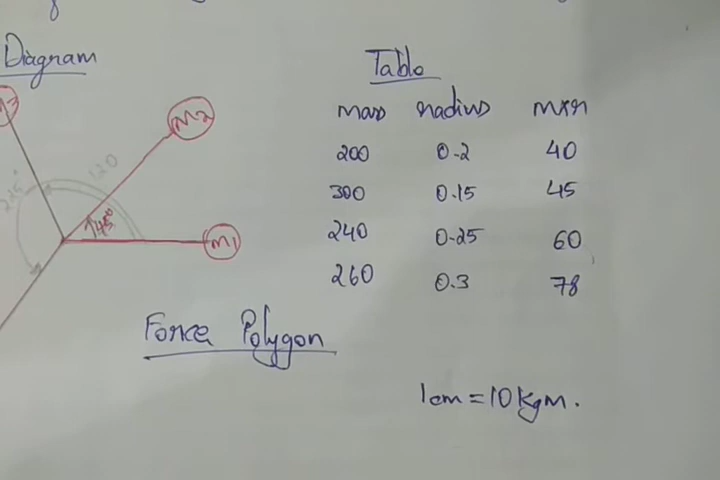 Diagram
Table
mass radius m×r
200 0.2 40
300 0.15 45
240 0.25 60
260 0.3 78
M2
120
45°
M1
Force Polygon
1cm = 10 kgm.